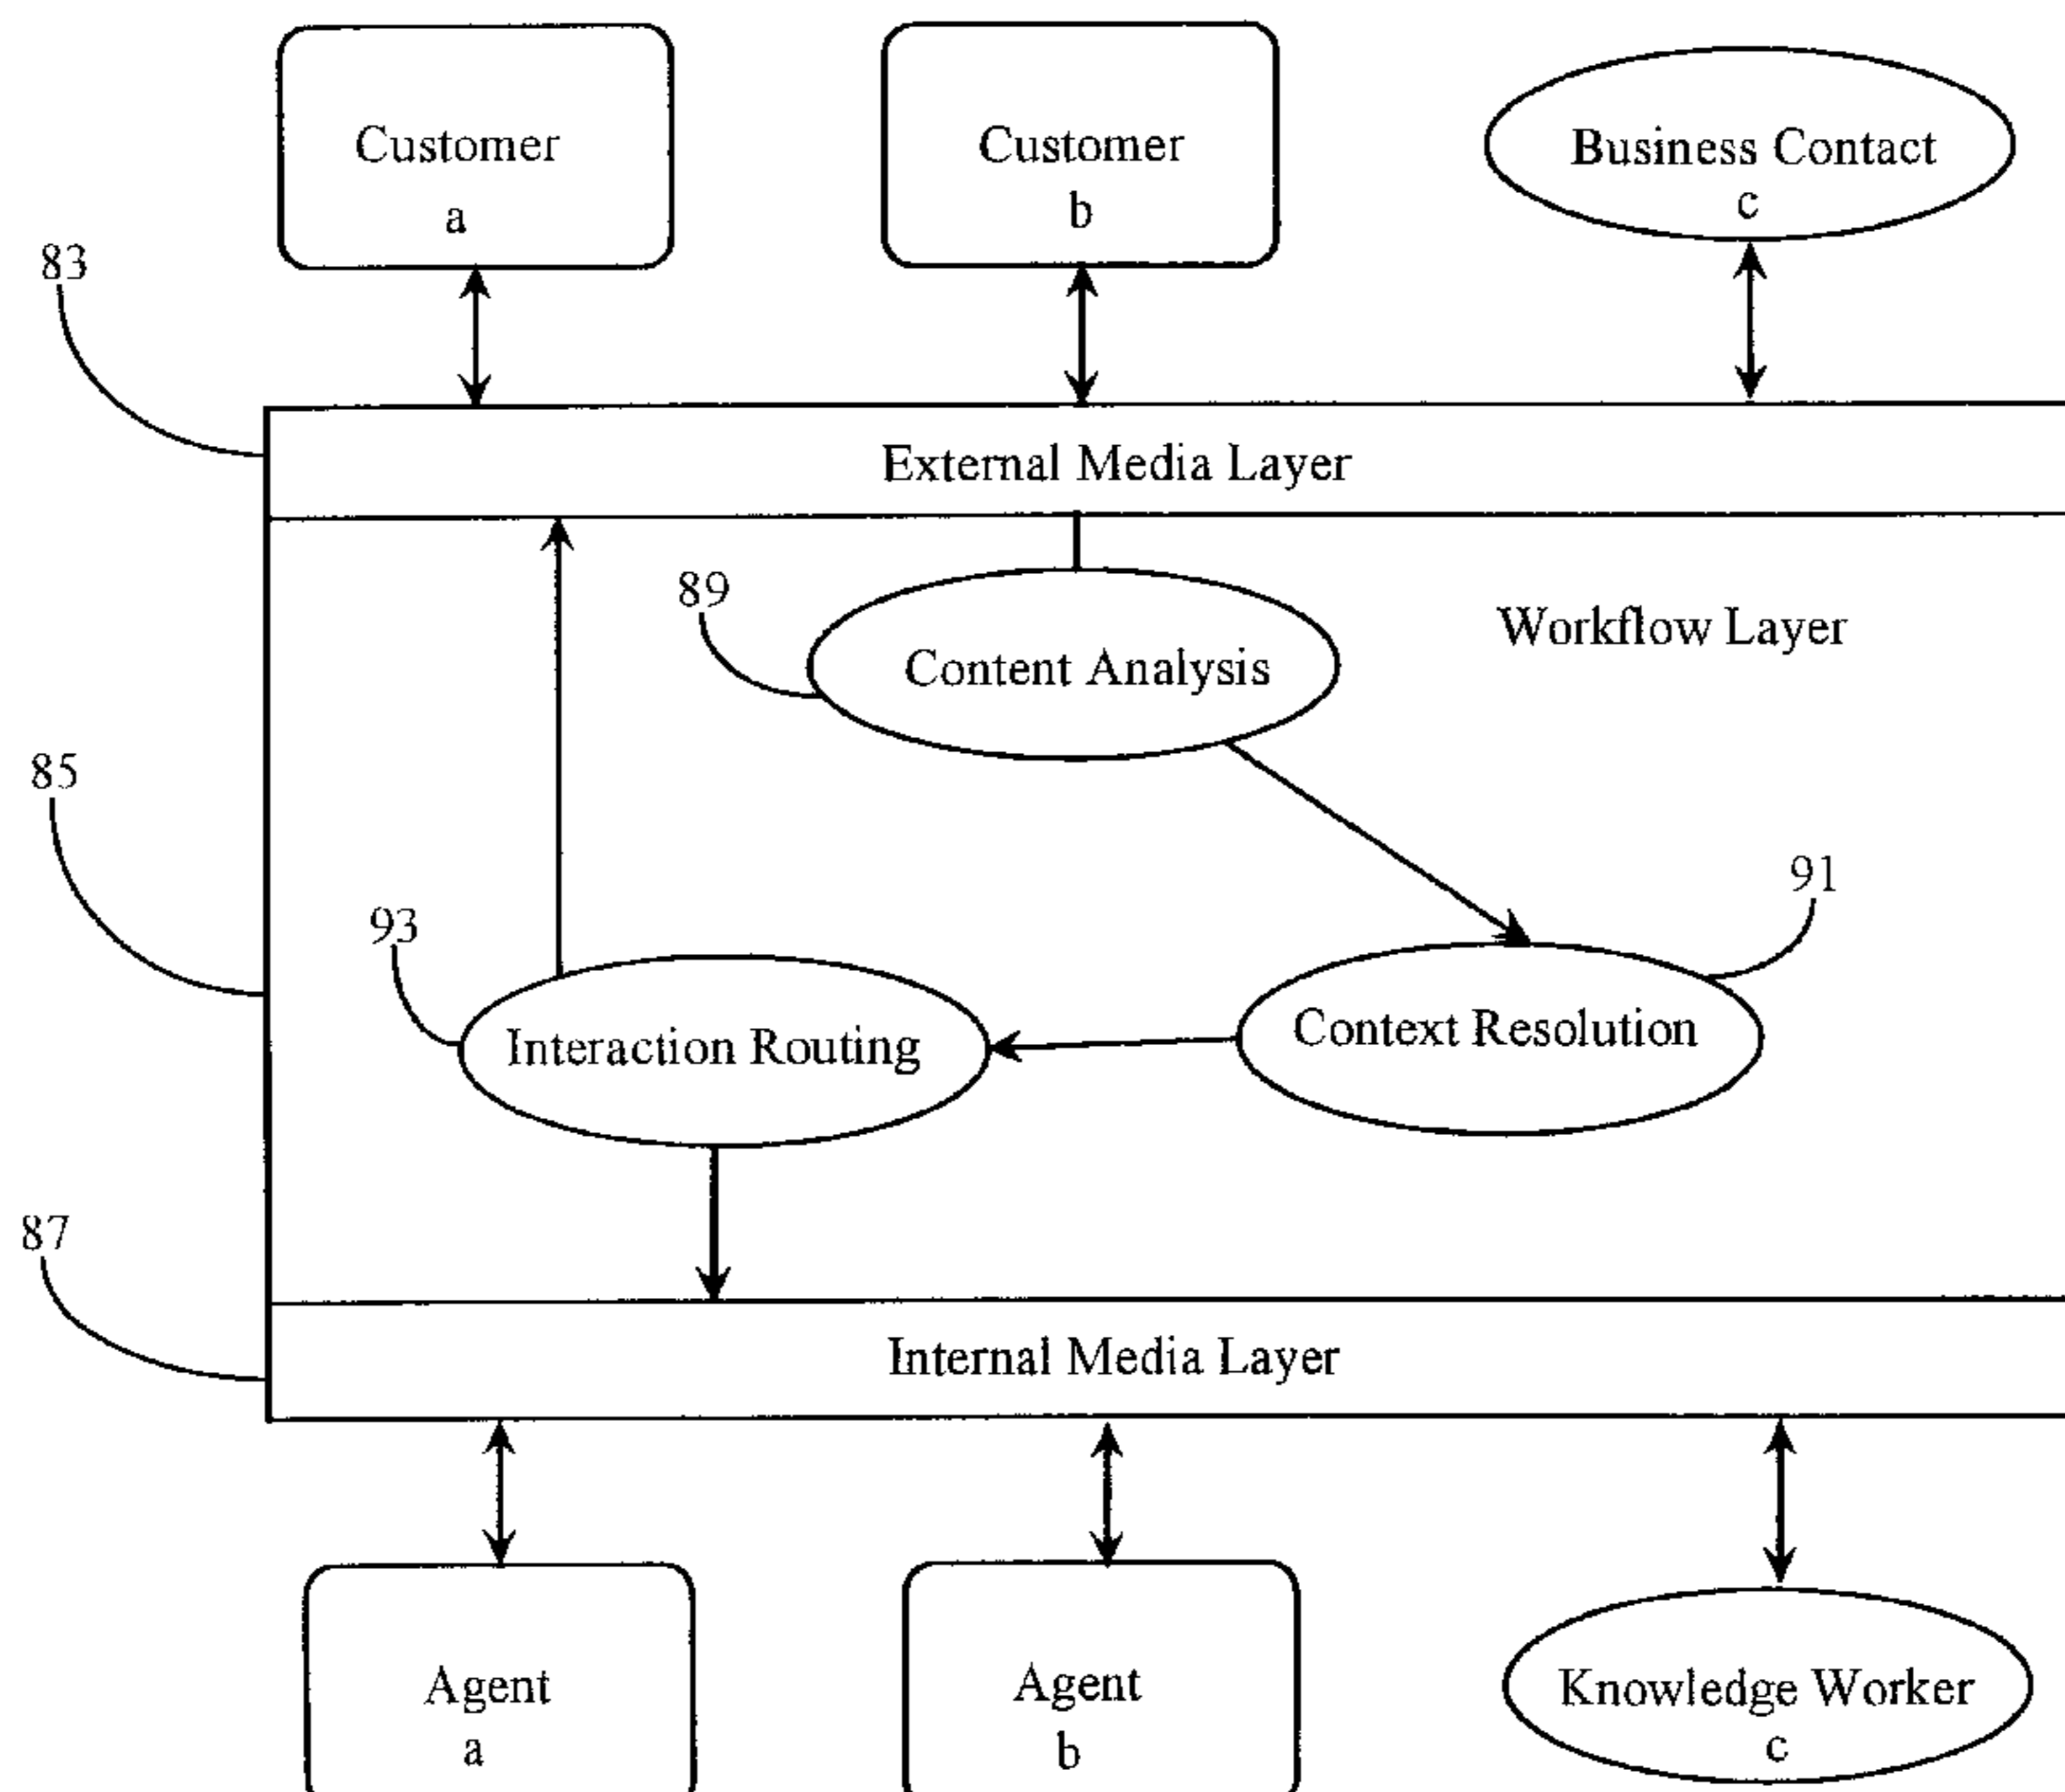 Customer
a
Customer
b
Business Contact
c
83
External Media Layer
89
Workflow Layer
Content Analysis
85
91
93
Context Resolution
Interaction Routing
87
Internal Media Layer
Agent
a
Agent
b
Knowledge Worker
c